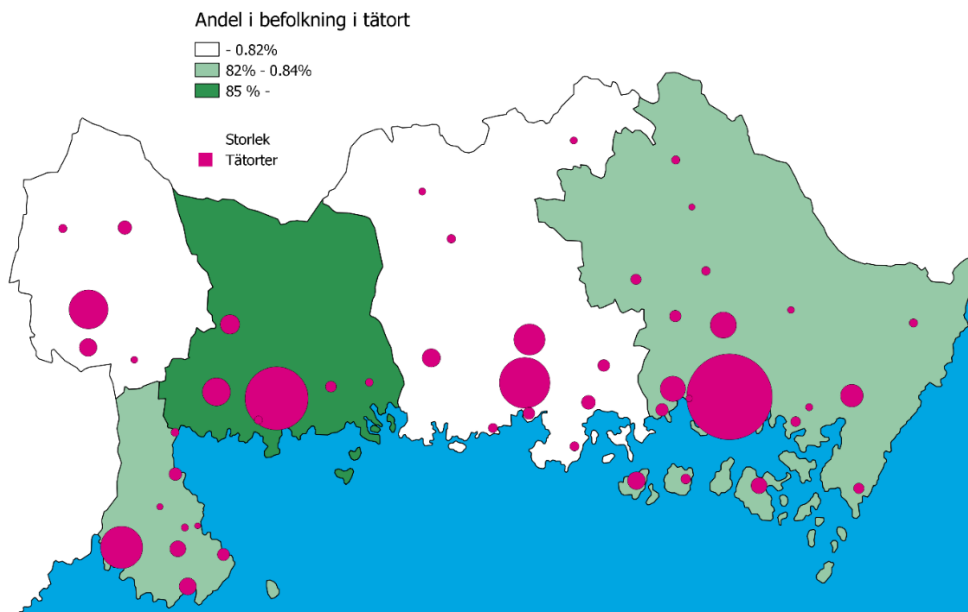 Andel i befolkning i tätort
- 0.82%
82% - 0.84%
85 % -
Storlek
Tätorter